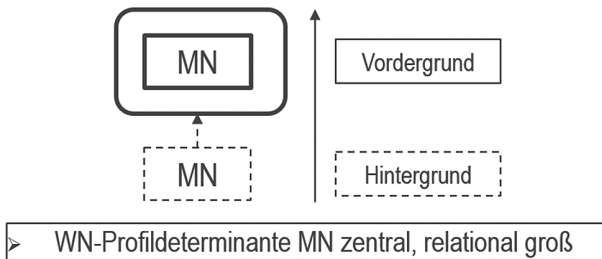 MN
Vordergrund
MN
Hintergrund
➢ WN-Profildeterminante MN zentral, relational groß